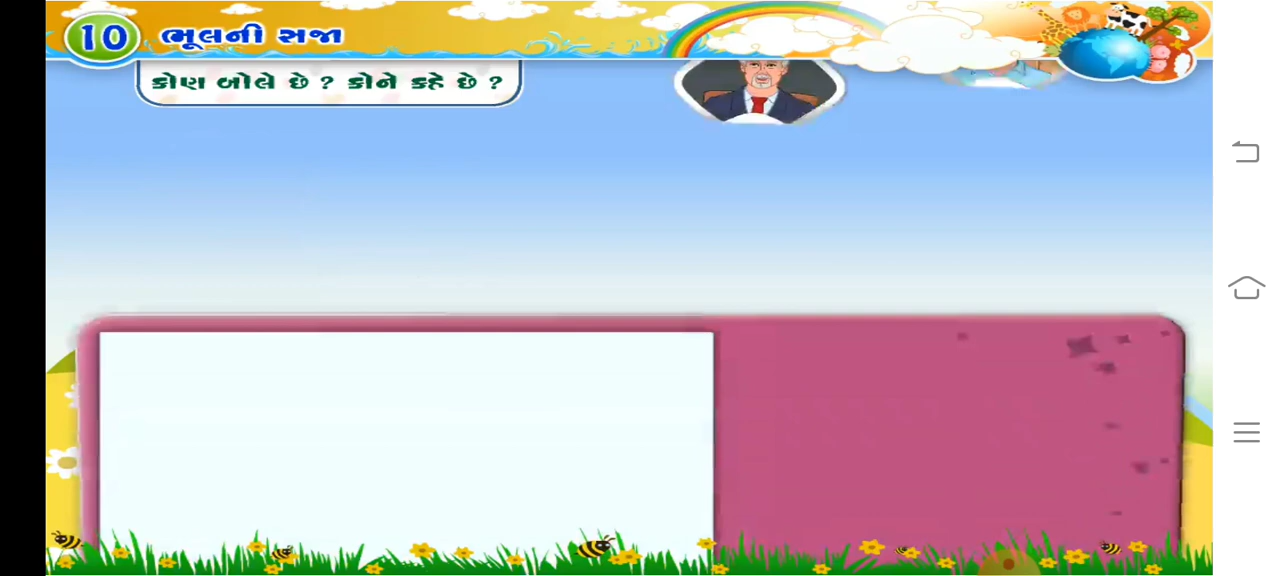 10 ભૂલની સજા
કોણ બોલે છે ? કોને કહે છે ?